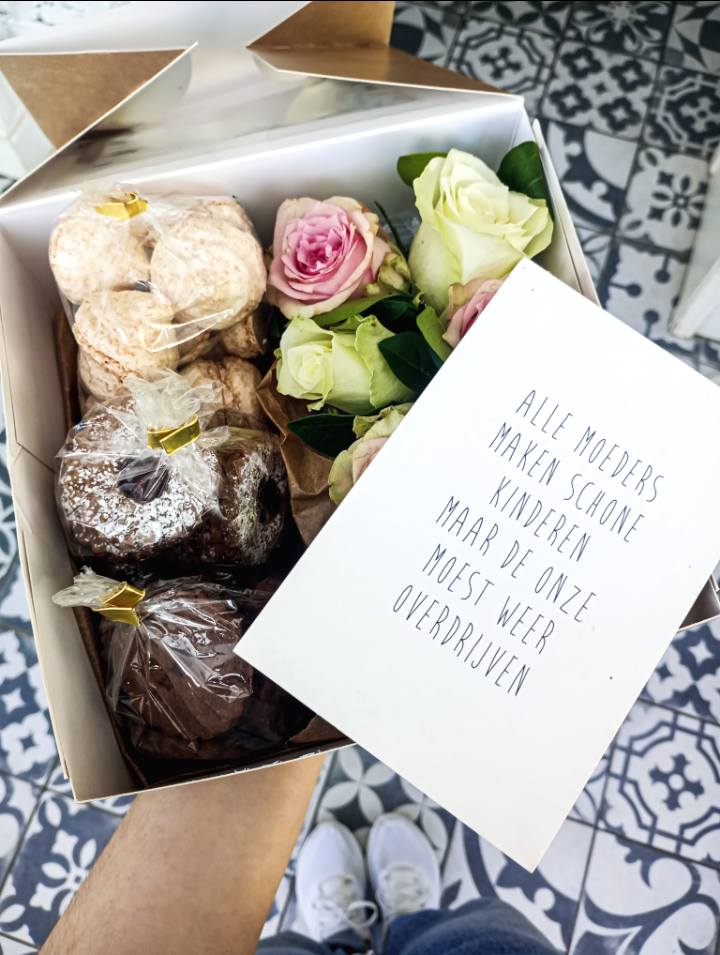 ALLE MOEDERS
MAKEN SCHONE
KINDEREN
MAAR DE ONZE
MOEST WEER
OVERDRIJVEN